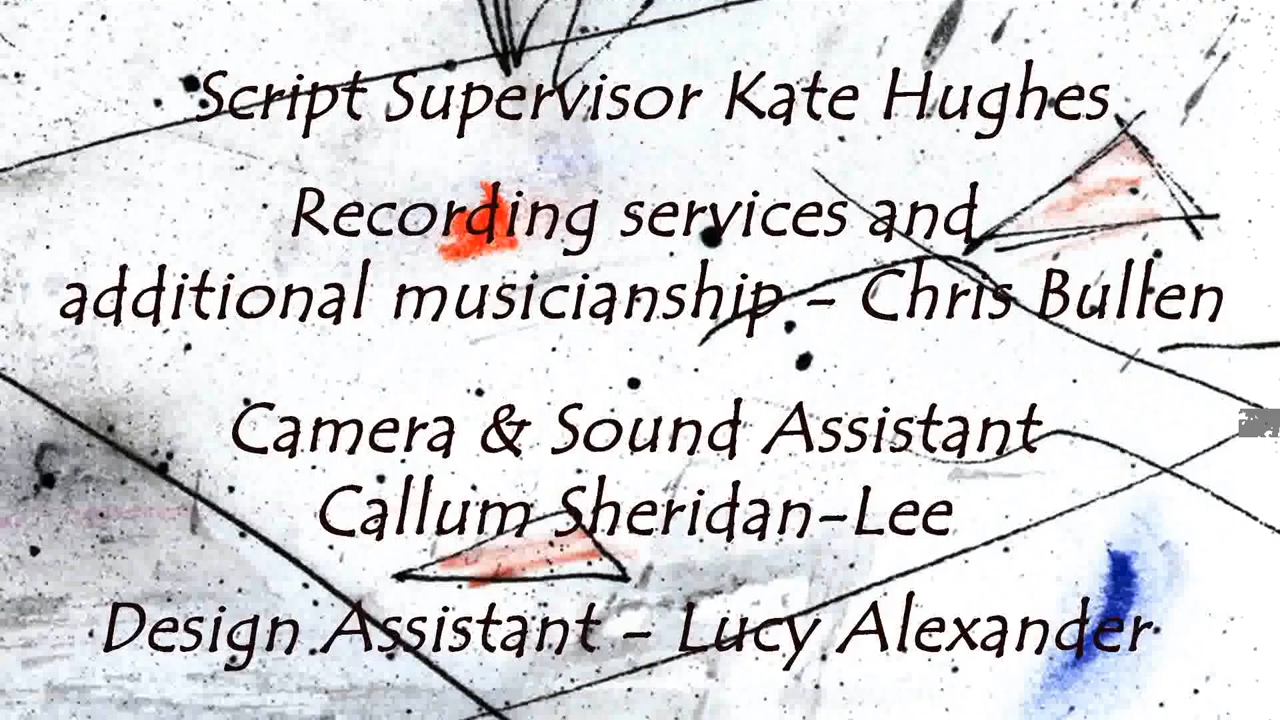 Script Supervisor Kate Hughes
Recording services and
additional musicianship - Chris Bullen
Camera & Sound Assistant
Callum Sheridan-Lee
Design Assistant - Lucy Alexander